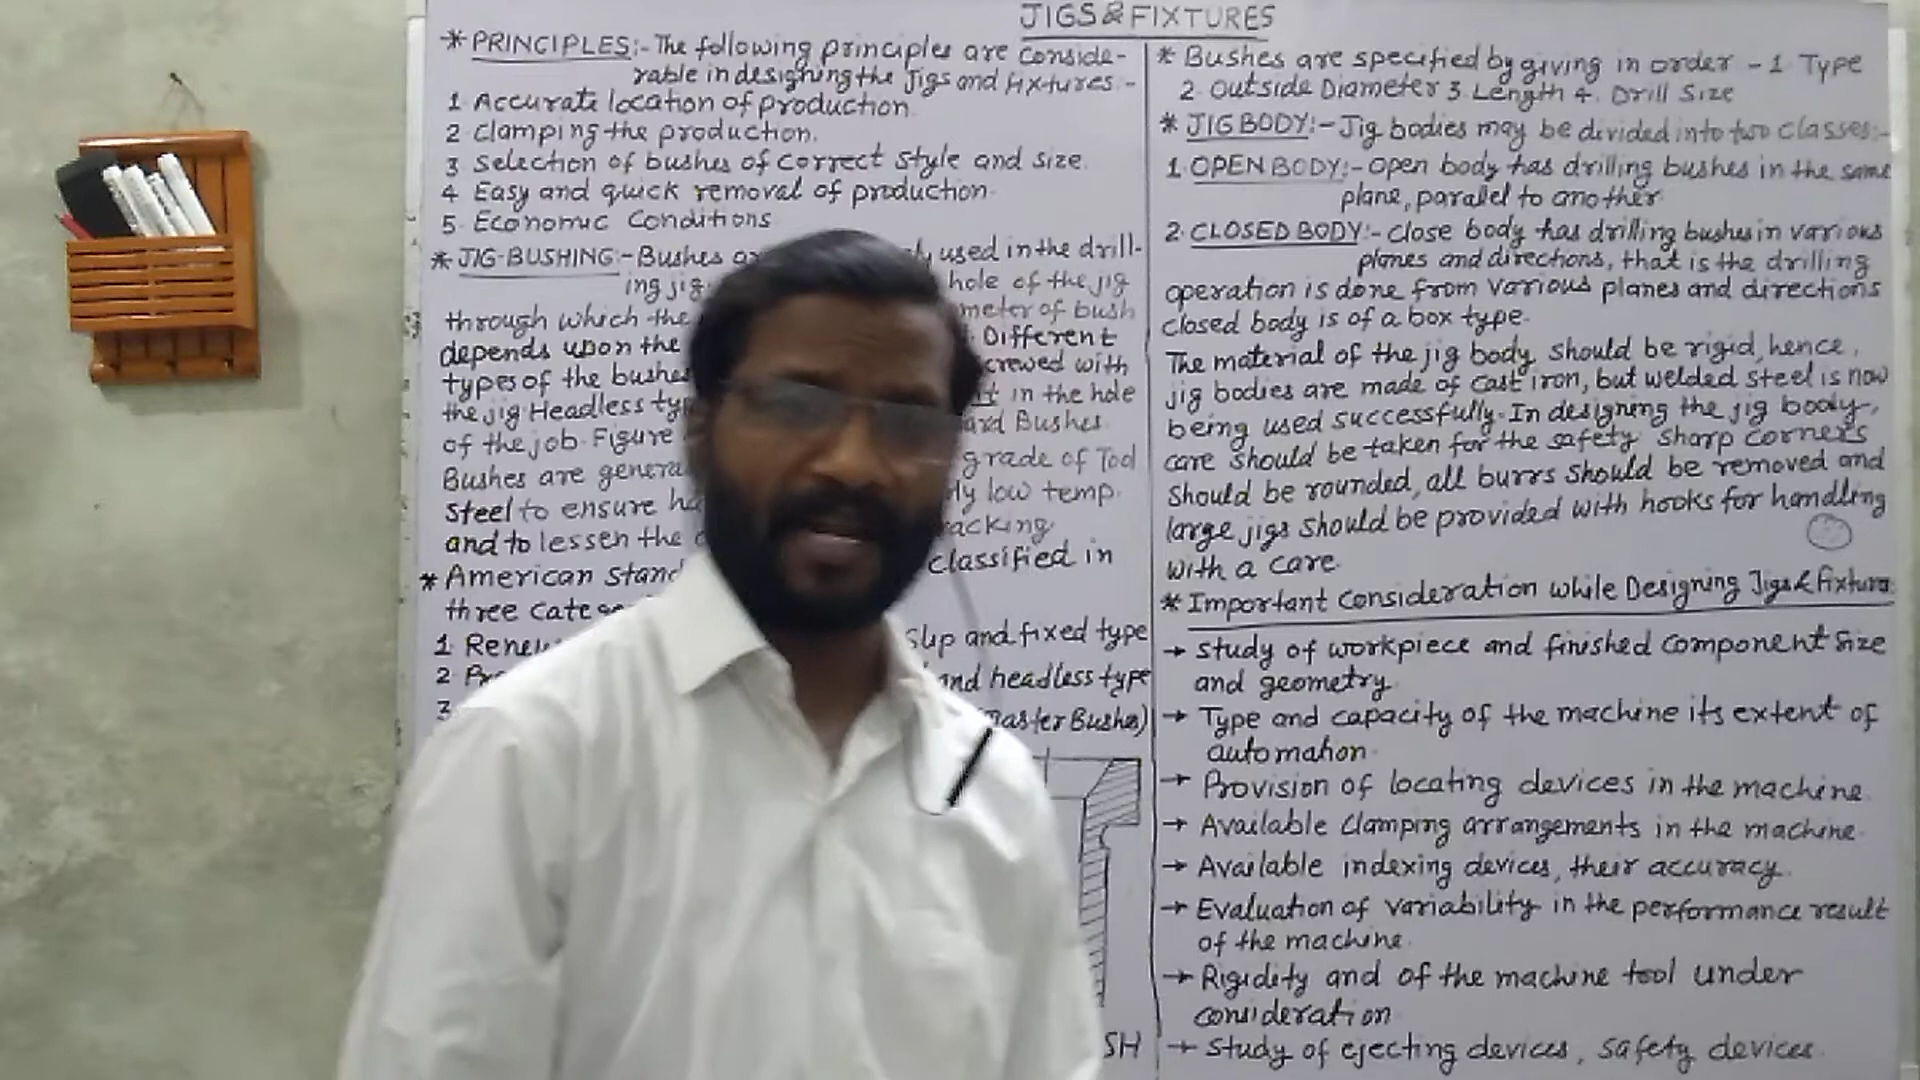 JIGS & FIXTURES
* PRINCIPLES:- The following principles are conside-
rable in designing the Jigs and fixtures:-
1 Accurate location of production.
2 Clamping the production.
3 Selection of bushes of correct style and size.
4 Easy and quick removal of production.
5. Economic Conditions
* JIG-BUSHING:- Bushes used in the drill-
ing jig hole of the jig
through which the meter of bush
depends upon the Different
types of the bushes crewed with
the jig Headless in the hole
of the job. Figure Bushes.
Bushes are grade of Tool
Steel to ensure low temp.
and to lessen the
* American classified in
three
1 Slip and fixed type
2 and headless type
3 Master Bushes)
SH
* Bushes are specified by giving in order - 1. Type
2. Outside Diameter 3. Length 4. Drill Size
* JIG BODY:- Jig bodies may be divided into two classes:-
1. OPEN BODY:- Open body has drilling bushes in the same
plane, parallel to another.
2. CLOSED BODY:- Close body has drilling bushes in various
planes and directions, that is the drilling
operation is done from various planes and directions
closed body is of a box type.
The material of the jig body should be rigid, hence,
jig bodies are made of cast iron, but welded steel is now
being used successfully. In designing the jig body,
care should be taken for the safety sharp corners
should be rounded, all burrs should be removed and
large jigs should be provided with hooks for handling
with a care.
* Important Consideration while Designing Jigs & fixtures
→ Study of workpiece and finished component size
and geometry.
→ Type and capacity of the machine its extent of
automation.
→ Provision of locating devices in the machine.
→ Available clamping arrangements in the machine.
→ Available indexing devices, their accuracy.
→ Evaluation of variability in the performance result
of the machine.
→ Rigidity and of the machine tool under
consideration
→ Study of ejecting devices, safety devices.